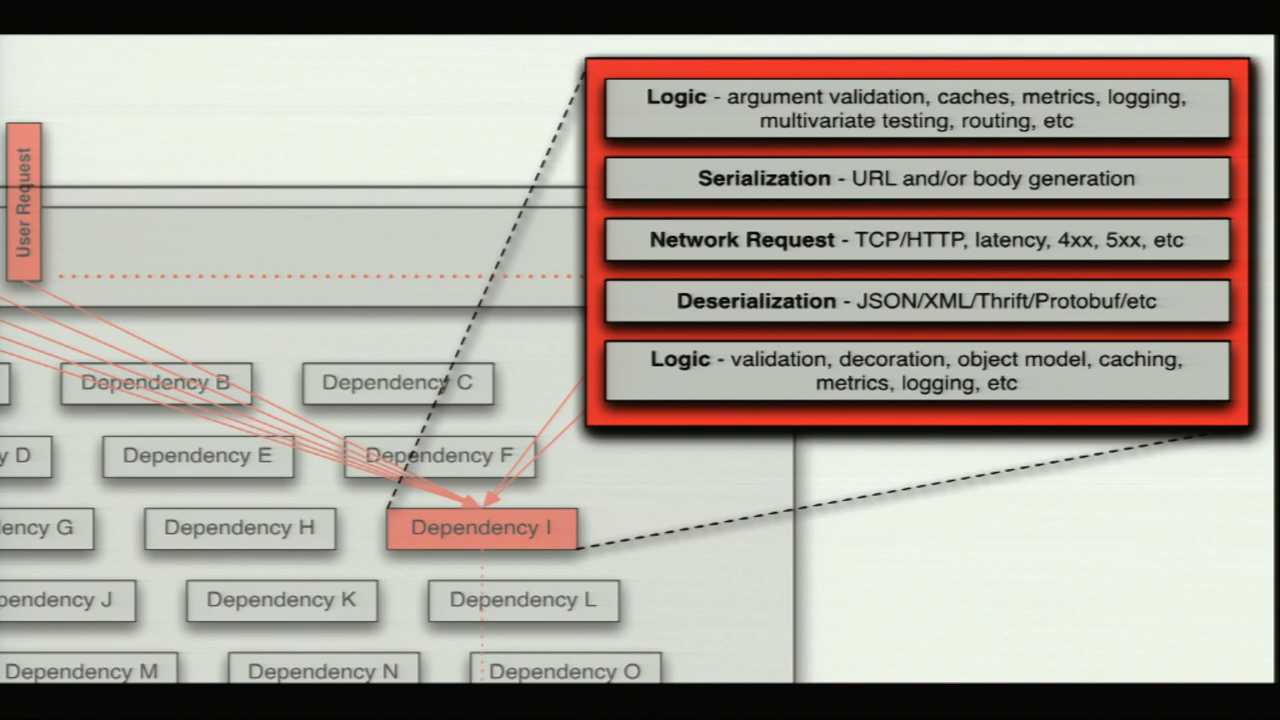 Logic - argument validation, caches, metrics, logging,
multivariate testing, routing, etc
Serialization - URL and/or body generation
Network Request - TCP/HTTP, latency, 4xx, 5xx, etc
Deserialization - JSON/XML/Thrift/Protobuf/etc
Logic - validation, decoration, object model, caching,
metrics, logging, etc
User Request
Dependency B
Dependency C
y D
Dependency E
Dependency F
ency G
Dependency H
Dependency I
pendency J
Dependency K
Dependency L
Dependency M
Dependency N
Dependency O